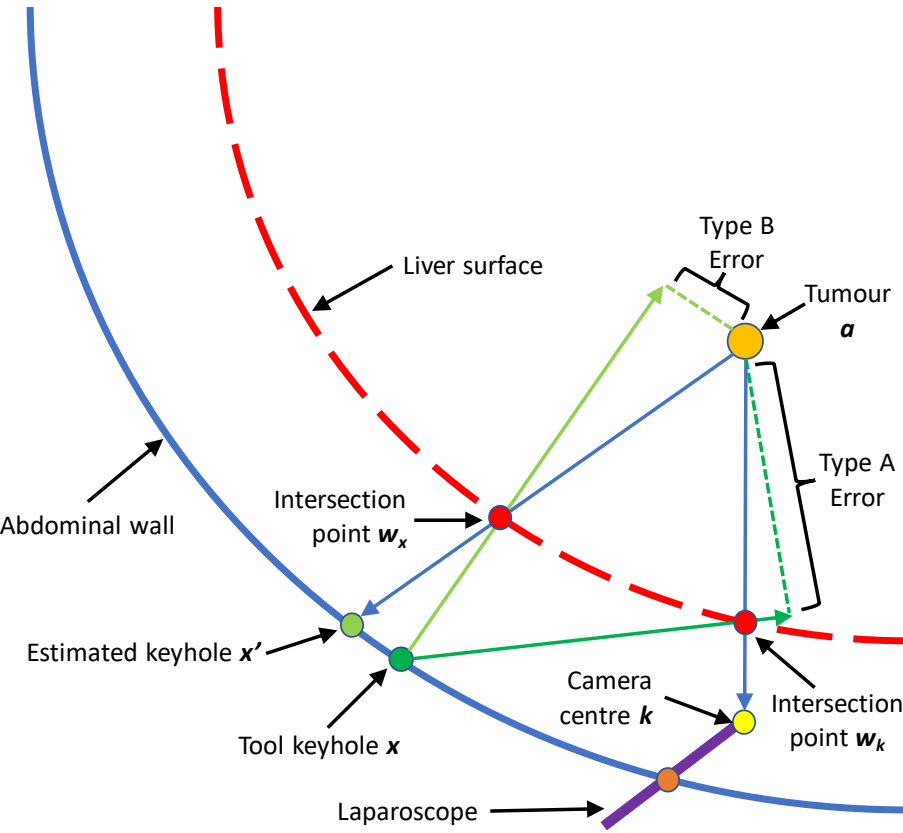 Type B
Error
Tumour
a
Liver surface
Type A
Error
Intersection
point wₓ
Abdominal wall
Estimated keyhole x’
Camera
centre k
Intersection
point wₖ
Tool keyhole x
Laparoscope